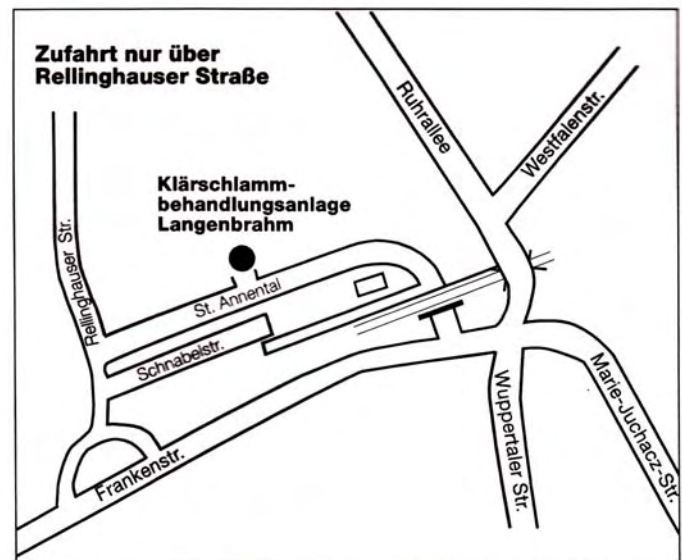 Zufahrt nur über
Rellinghauser Straße
Ruhrallee
Westfalenstr.
Klärschlamm-
behandlungsanlage
Langenbrahm
Rellinghauser Str.
St. Annental
Schnabelstr.
Frankenstr.
Wuppertaler Str.
Marie-Juchacz-Str.